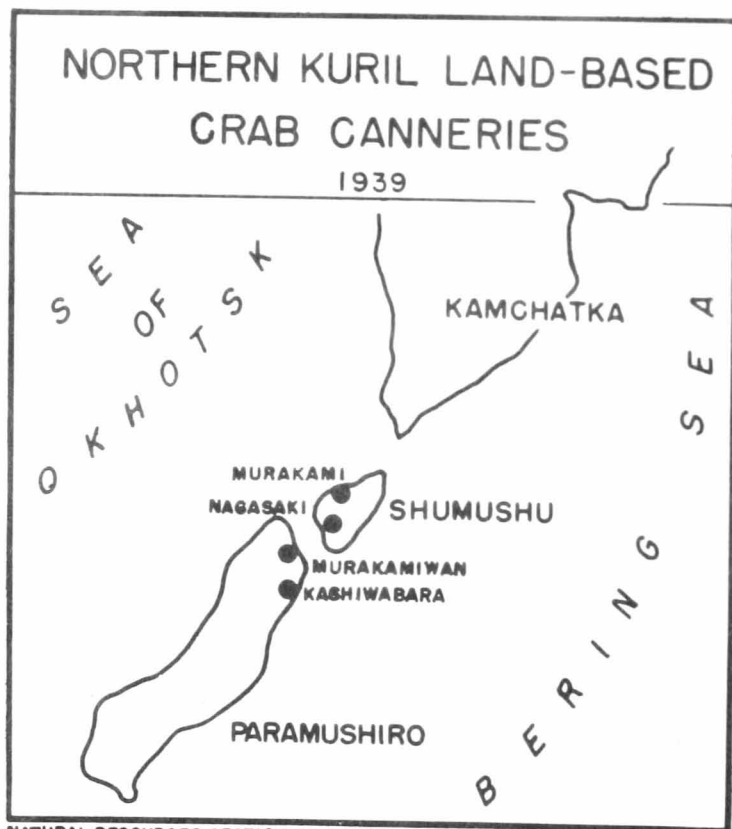 NORTHERN KURIL LAND-BASED
CRAB CANNERIES
1939
SEA
OF
OKHOTSK
KAMCHATKA
BERING SEA
MURAKAMI
NAGASAKI
SHUMUSHU
MURAKAMIWAN
KASHIWABARA
PARAMUSHIRO